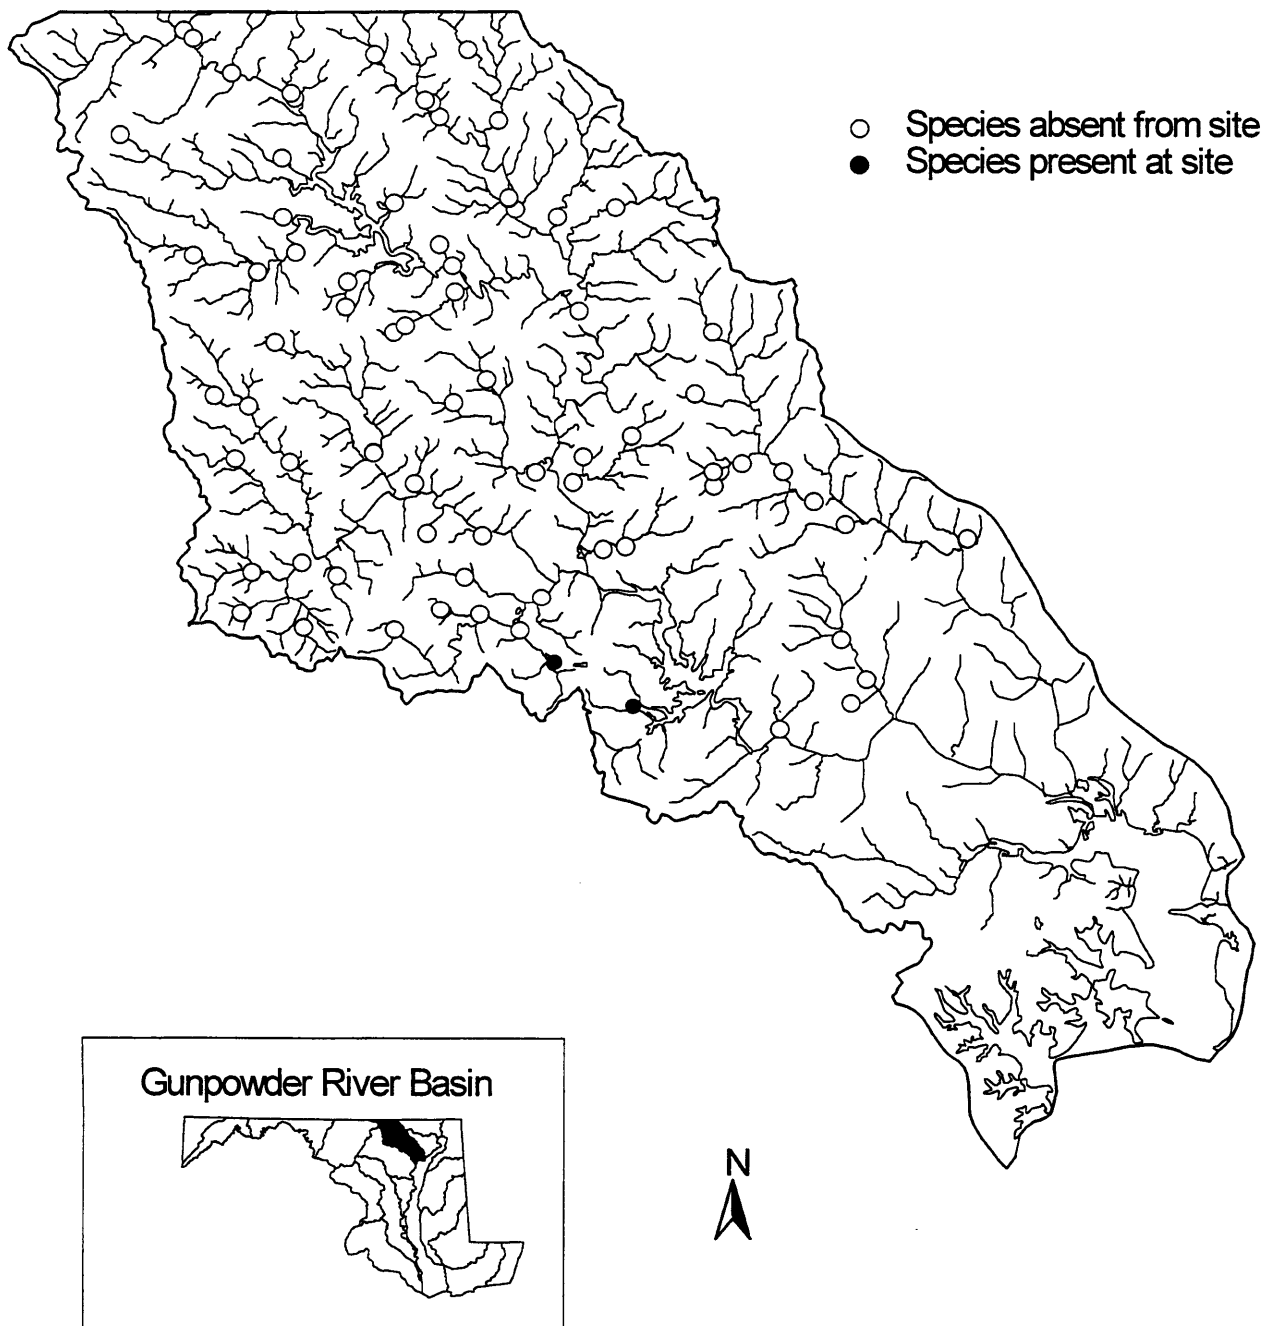 Species absent from site
Species present at site
Gunpowder River Basin
N